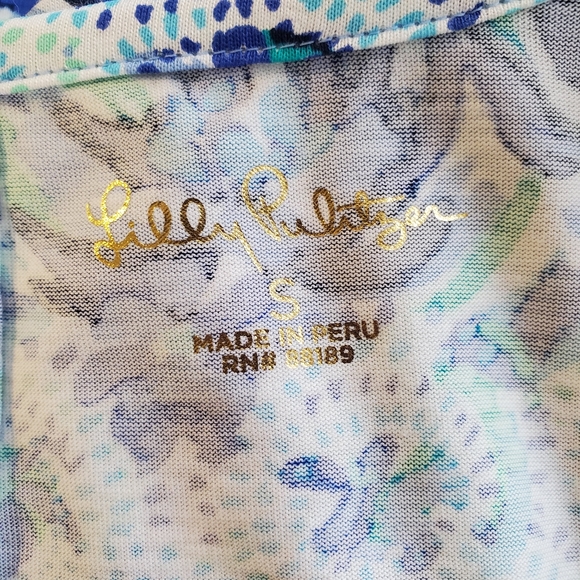 Lilly Pulitzer
S
MADE IN PERU
RN# 88189